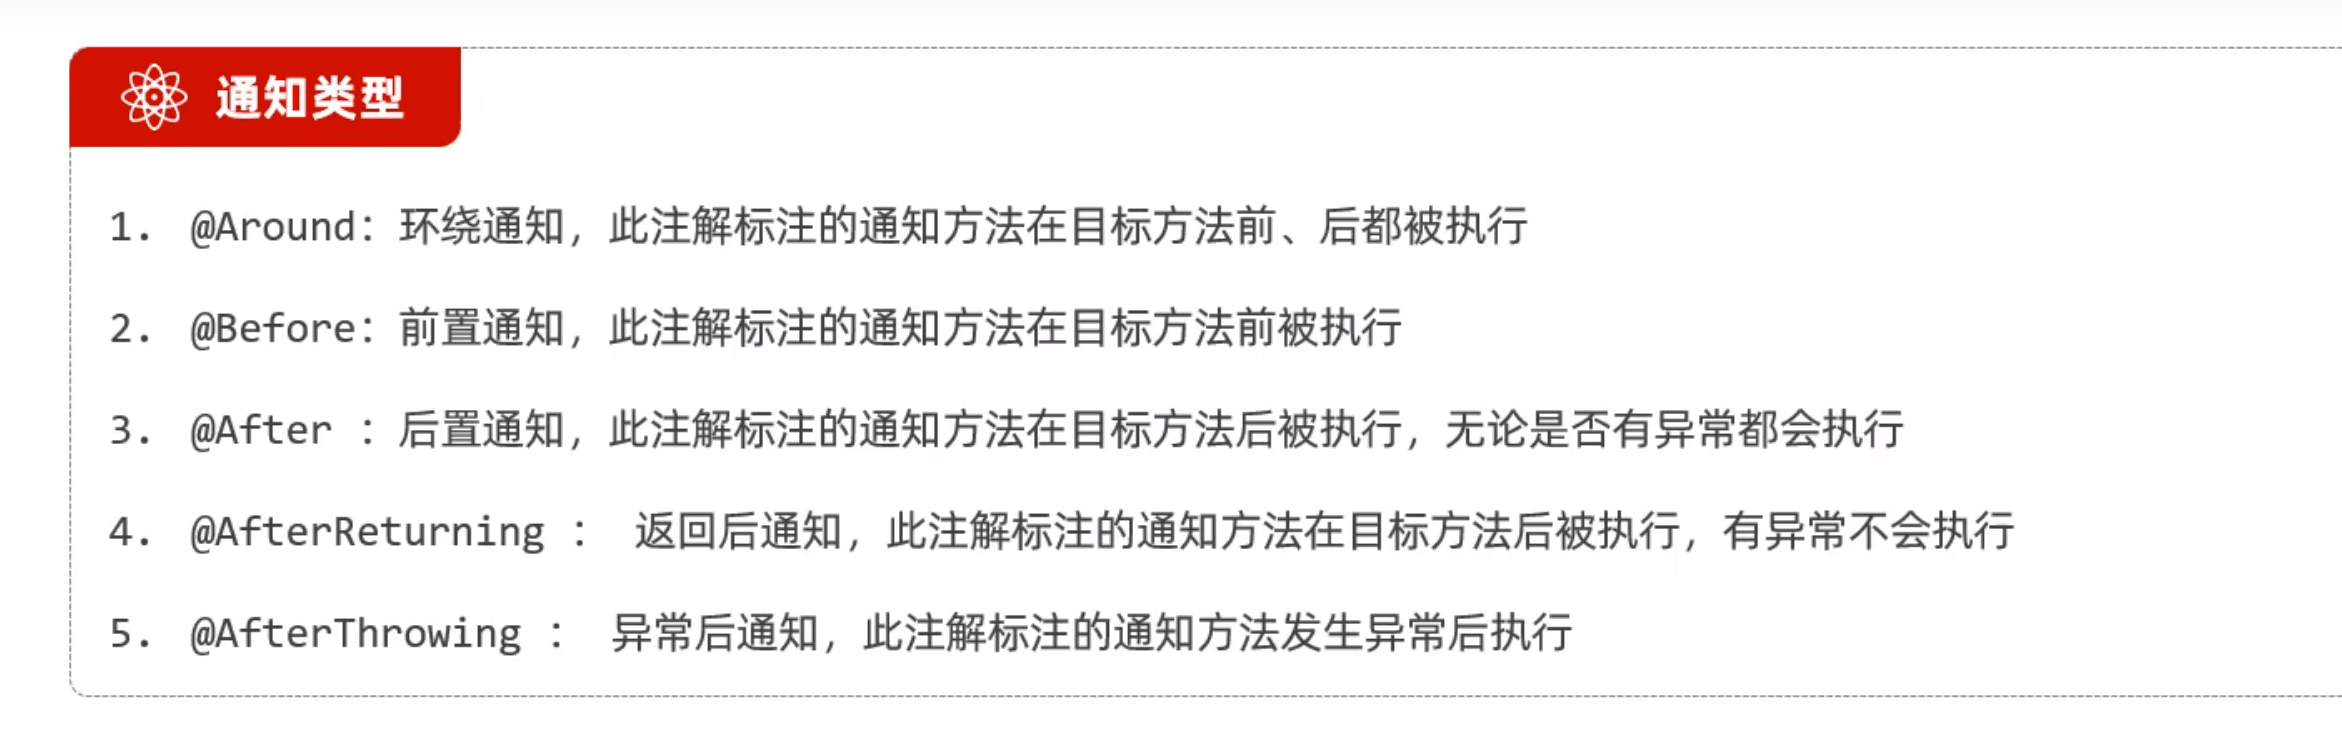 通知类型
1. @Around：环绕通知，此注解标注的通知方法在目标方法前、后都被执行
2. @Before：前置通知，此注解标注的通知方法在目标方法前被执行
3. @After ：后置通知，此注解标注的通知方法在目标方法后被执行，无论是否有异常都会执行
4. @AfterReturning ： 返回后通知，此注解标注的通知方法在目标方法后被执行，有异常不会执行
5. @AfterThrowing ： 异常后通知，此注解标注的通知方法发生异常后执行